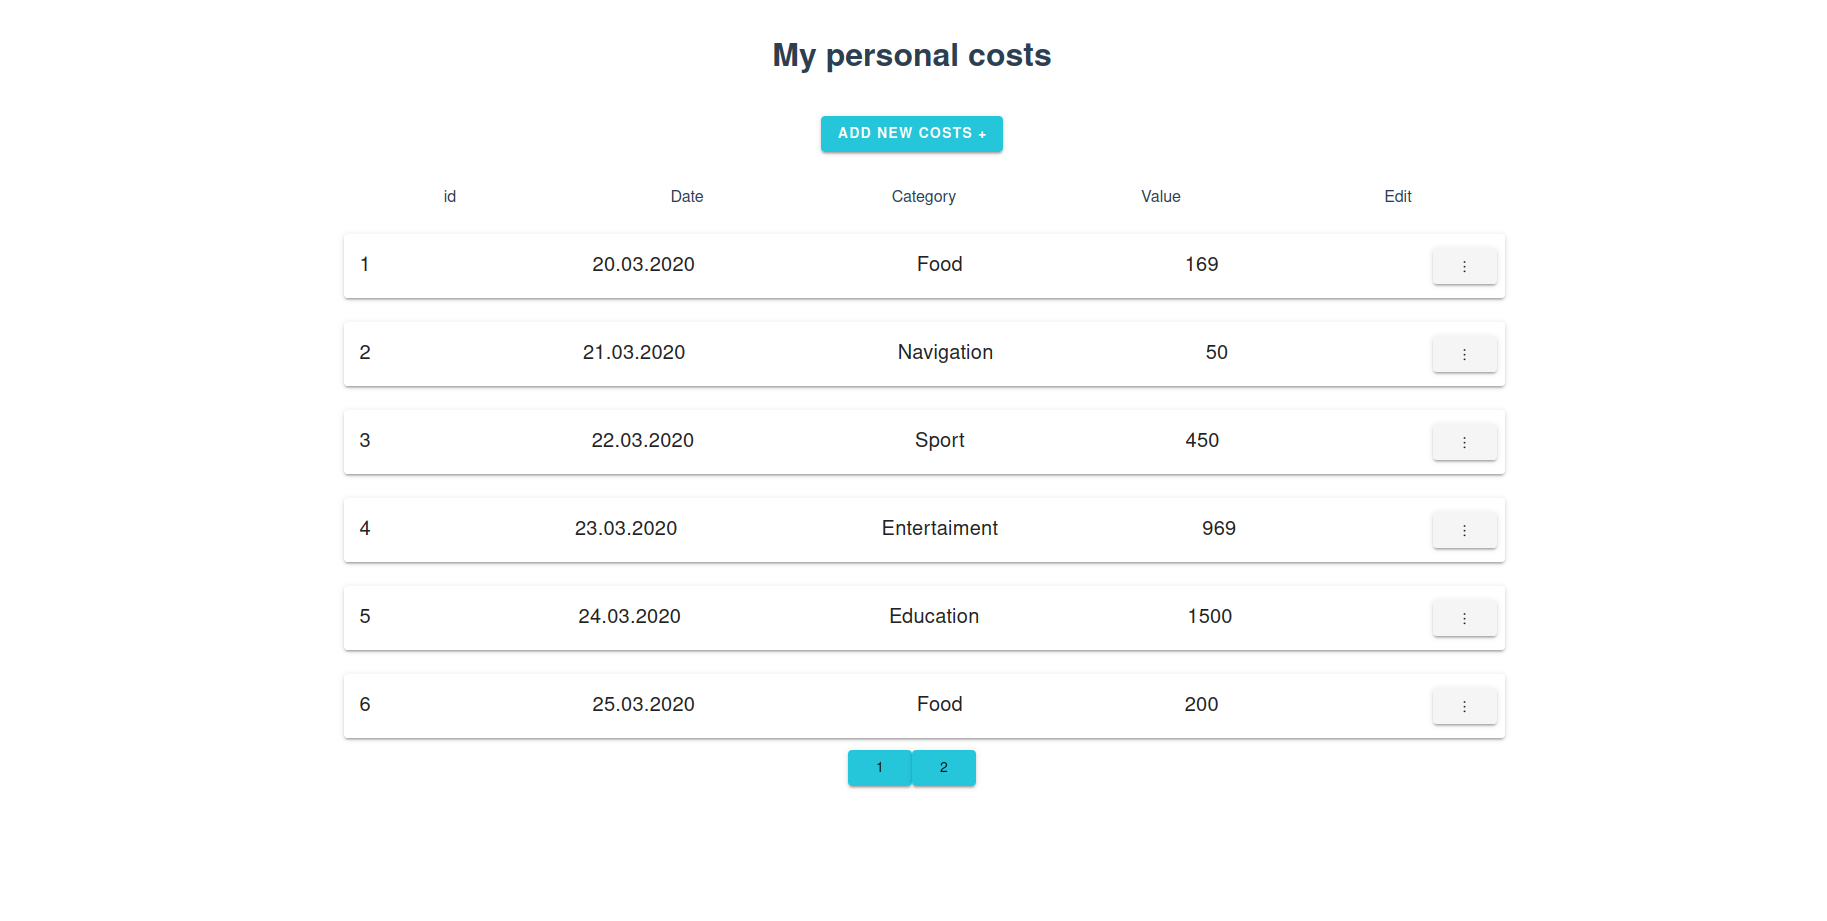 My personal costs
ADD NEW COSTS +
id Date Category Value Edit
1 20.03.2020 Food 169 ⋮
2 21.03.2020 Navigation 50 ⋮
3 22.03.2020 Sport 450 ⋮
4 23.03.2020 Entertaiment 969 ⋮
5 24.03.2020 Education 1500 ⋮
6 25.03.2020 Food 200 ⋮
1 2